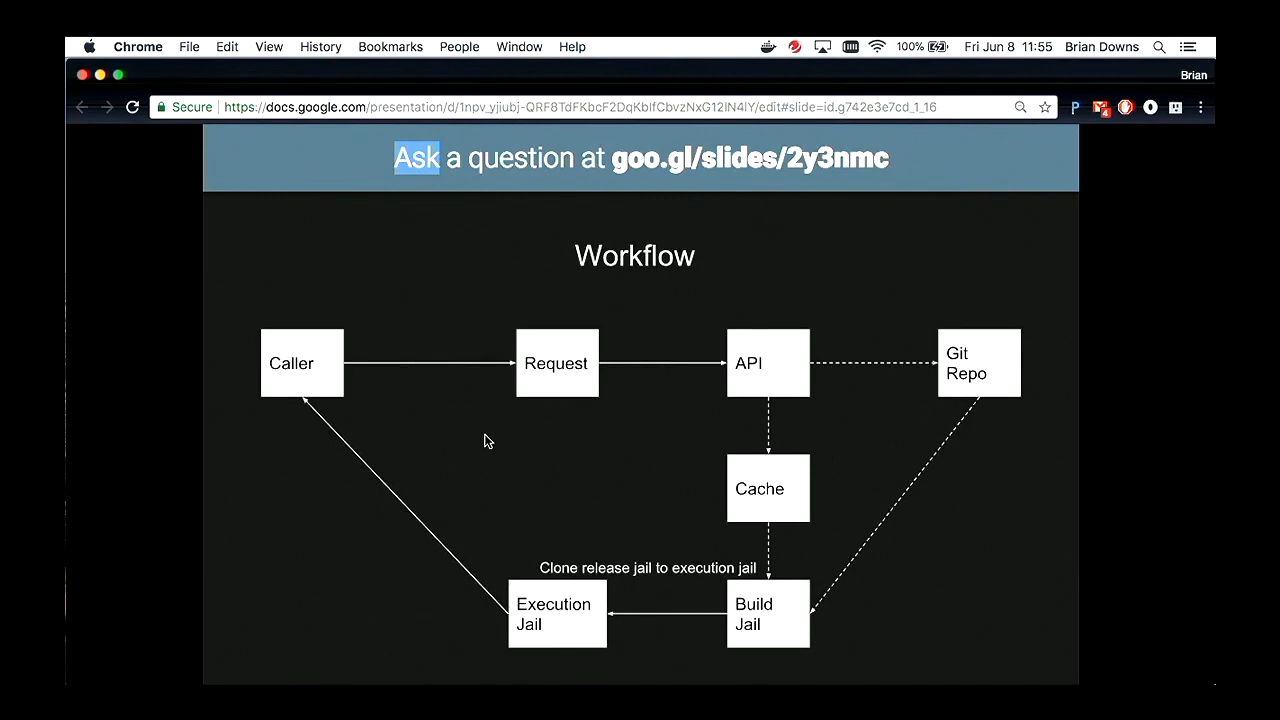 Chrome File Edit View History Bookmarks People Window Help 100% Fri Jun 8 11:55 Brian Downs
Brian
Secure https://docs.google.com/presentation/d/1npv_yjiubj-QRF8TdFKbcF2DqKbIfCbvzNxG12IN4lY/edit#slide=id.g742e3e7cd_1_16
Ask a question at goo.gl/slides/2y3nmc
Workflow
Caller
Request
API
Git
Repo
Cache
Clone release jail to execution jail
Execution
Jail
Build
Jail